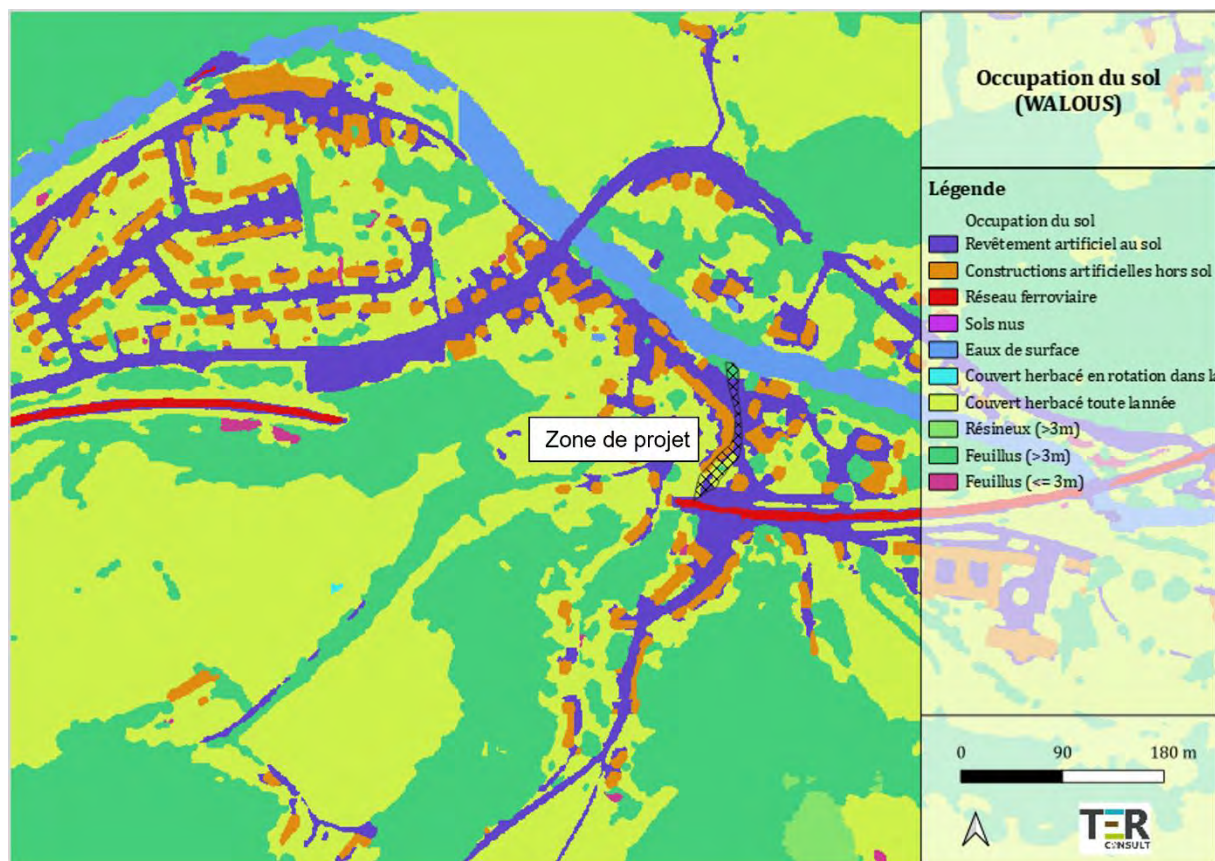 Occupation du sol
(WALOUS)
Légende
Occupation du sol
Revêtement artificiel au sol
Constructions artificielles hors sol
Réseau ferroviaire
Sols nus
Eaux de surface
Couvert herbacé en rotation dans la
Couvert herbacé toute lannée
Résineux (>3m)
Feuillus (>3m)
Feuillus (<= 3m)
Zone de projet
0 90 180 m
TER
CONSULT